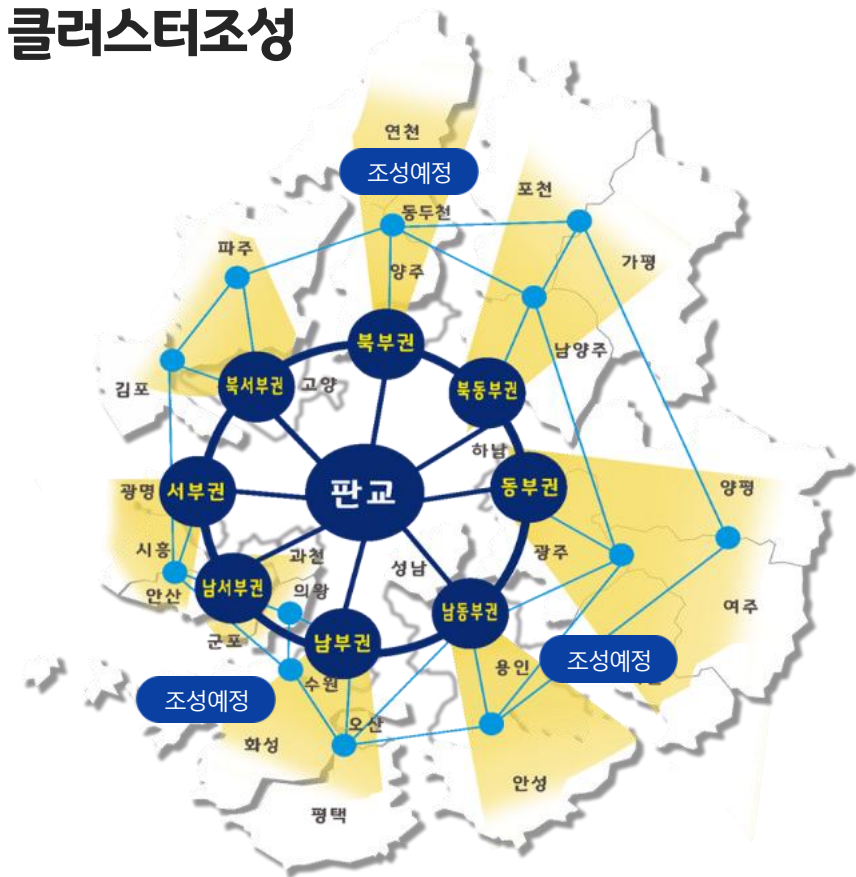 클러스터조성
연천
조성예정
포천
동두천
파주
가평
양주
북부권
남양주
북서부권
고양
김포
북동부권
하남
광명
서부권
판교
동부권
양평
시흥
과천
성남
광주
안산
남서부권
의왕
남동부권
여주
군포
남부권
용인
조성예정
수원
조성예정
오산
화성
안성
평택